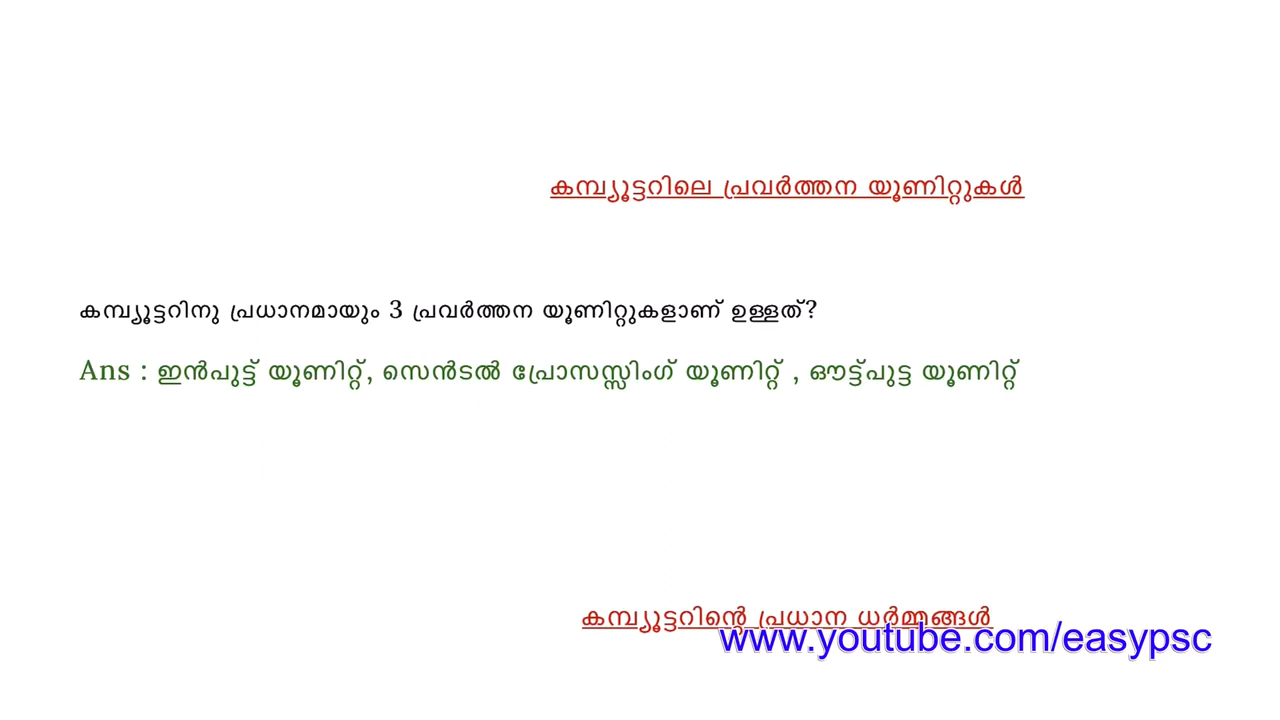 കമ്പ്യൂട്ടറിലെ പ്രവർത്തന യൂണിറ്റുകൾ
കമ്പ്യൂട്ടറിനു പ്രധാനമായും 3 പ്രവർത്തന യൂണിറ്റുകളാണ് ഉള്ളത്?
Ans : ഇൻപുട്ട് യൂണിറ്റ്, സെൻടൽ പ്രോസസ്സിംഗ് യൂണിറ്റ് , ഔട്ട്പുട്ട യൂണിറ്റ്
കമ്പ്യൂട്ടറിന്റെ പ്രധാന ധർമ്മങ്ങൾ
www.youtube.com/easypsc